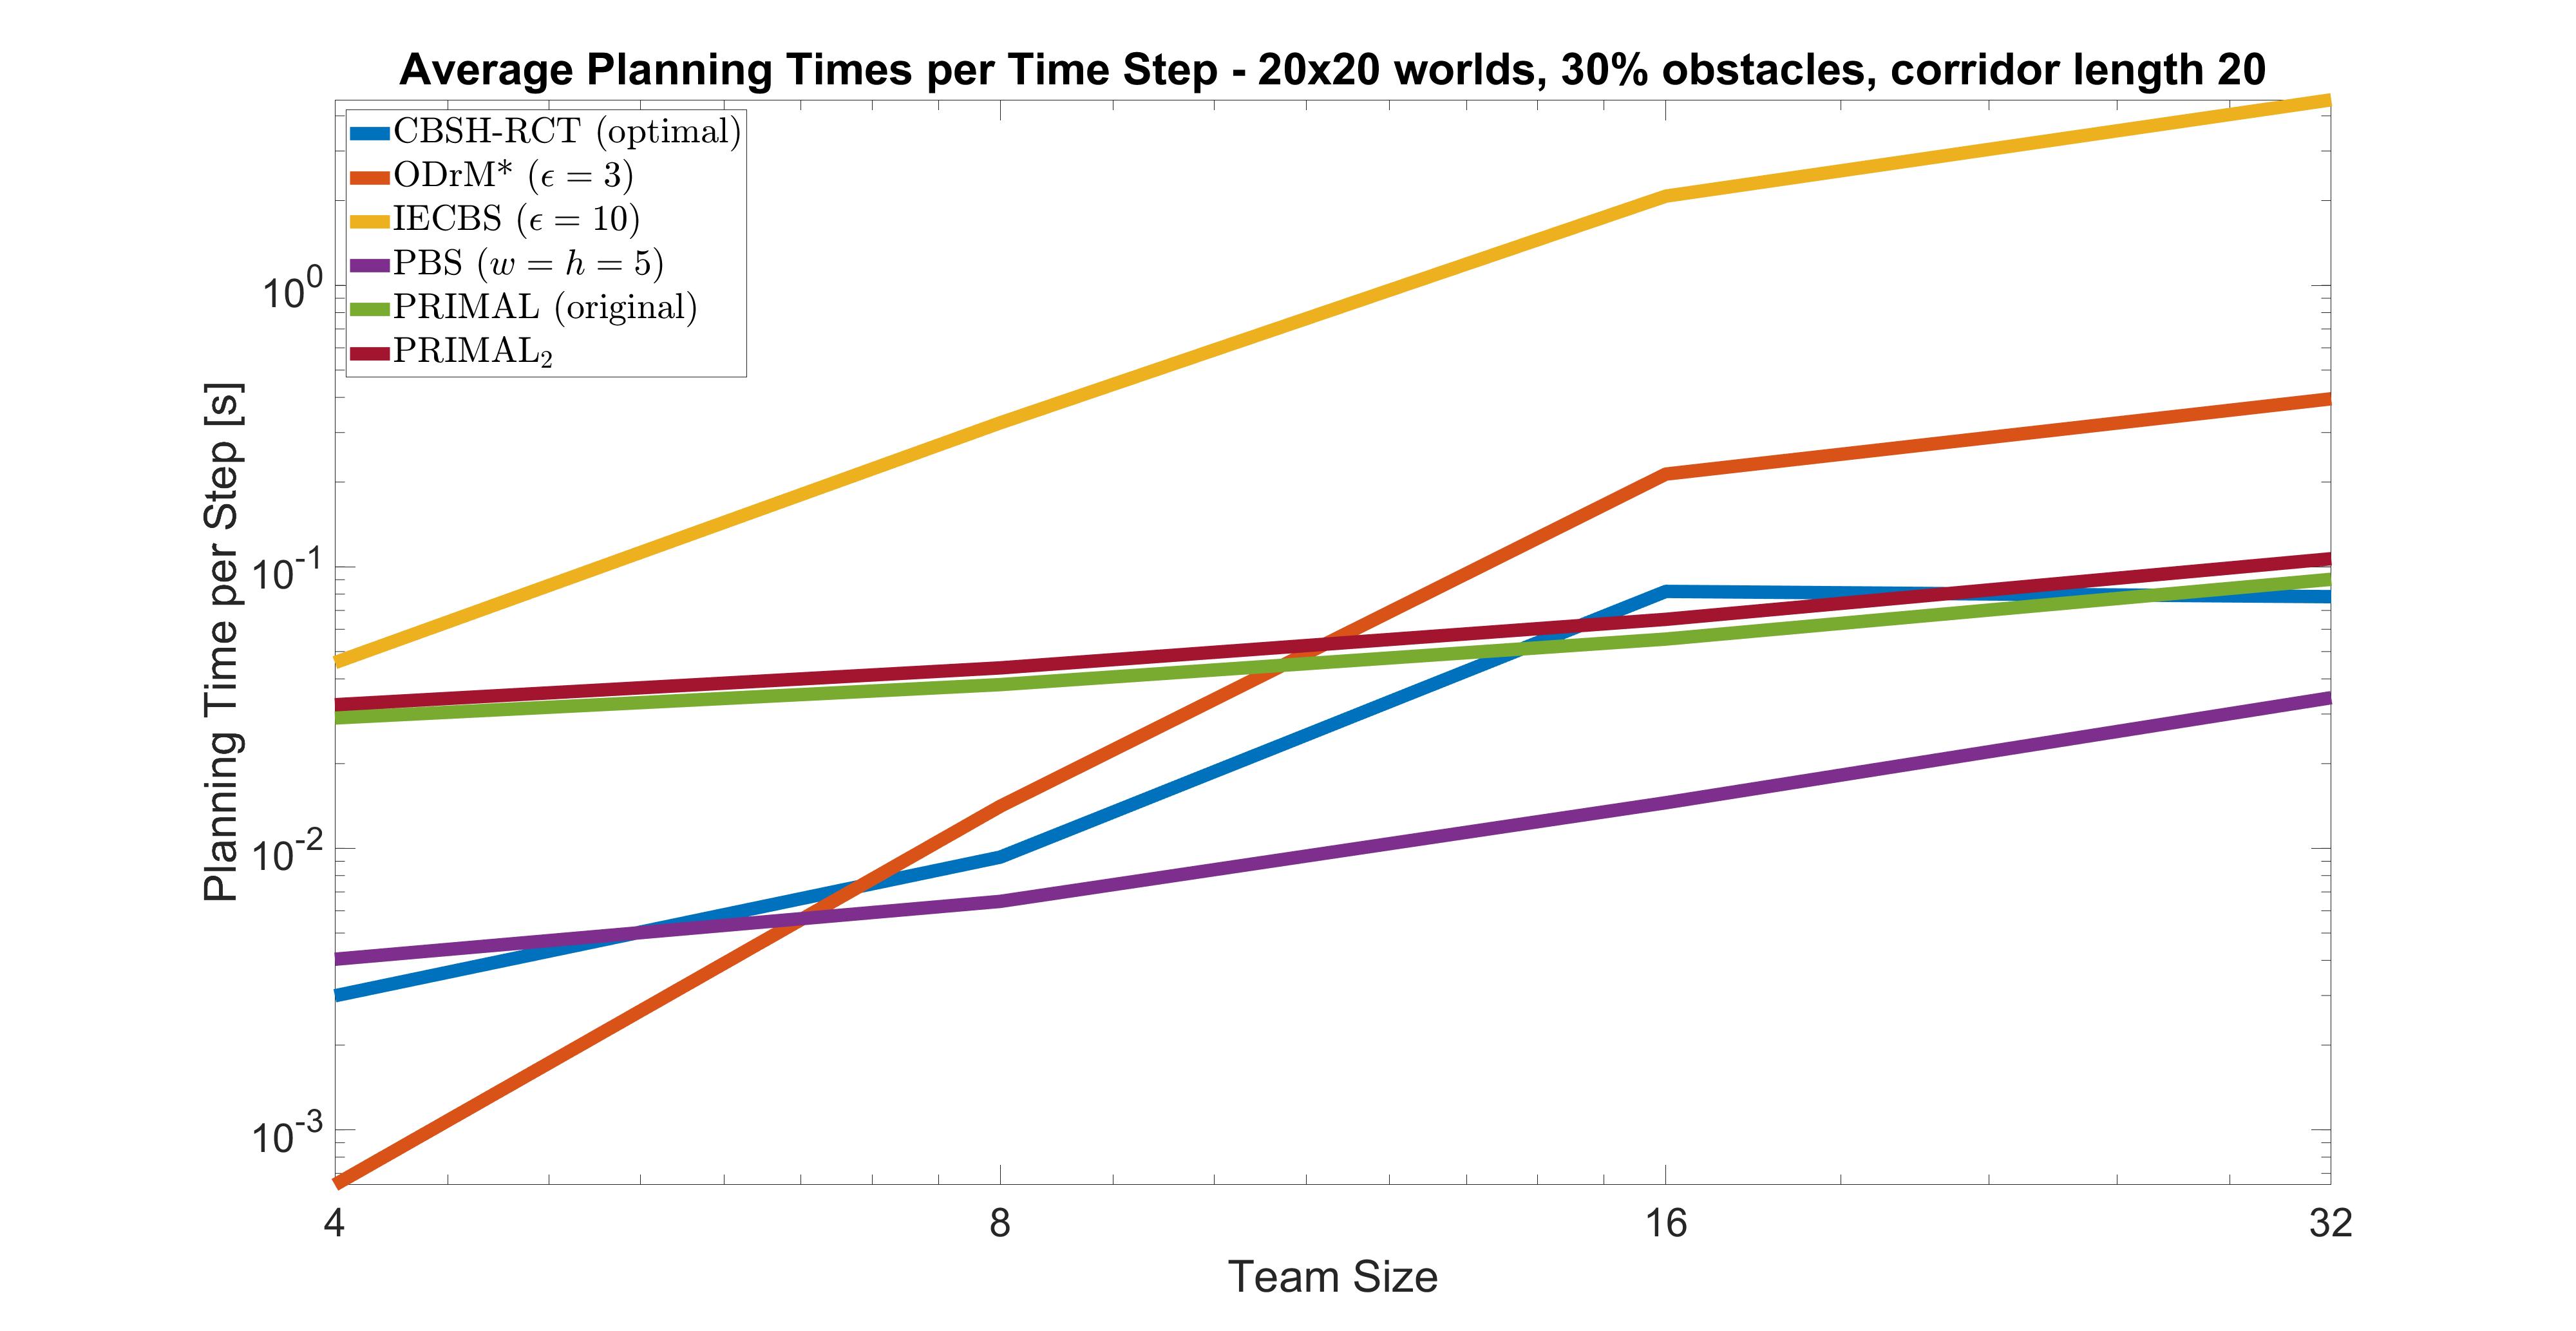 Average Planning Times per Time Step - 20x20 worlds, 30% obstacles, corridor length 20
CBSH-RCT (optimal)
ODrM* (ϵ = 3)
IECBS (ϵ = 10)
PBS (w = h = 5)
PRIMAL (original)
PRIMAL₂
Planning Time per Step [s]
10⁰
10⁻¹
10⁻²
10⁻³
4 8 16 32
Team Size